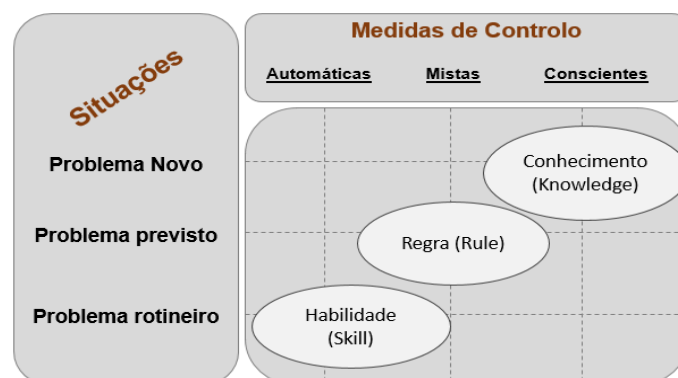 Situações
Medidas de Controlo
Automáticas Mistas Conscientes
Problema Novo
Conhecimento
(Knowledge)
Problema previsto
Regra (Rule)
Problema rotineiro
Habilidade
(Skill)